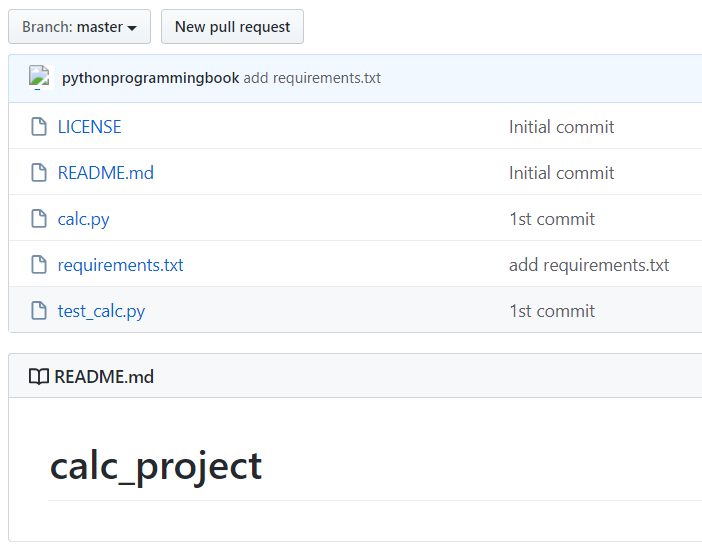 Branch: master New pull request
pythonprogrammingbook add requirements.txt
LICENSE Initial commit
README.md Initial commit
calc.py 1st commit
requirements.txt add requirements.txt
test_calc.py 1st commit
README.md
calc_project